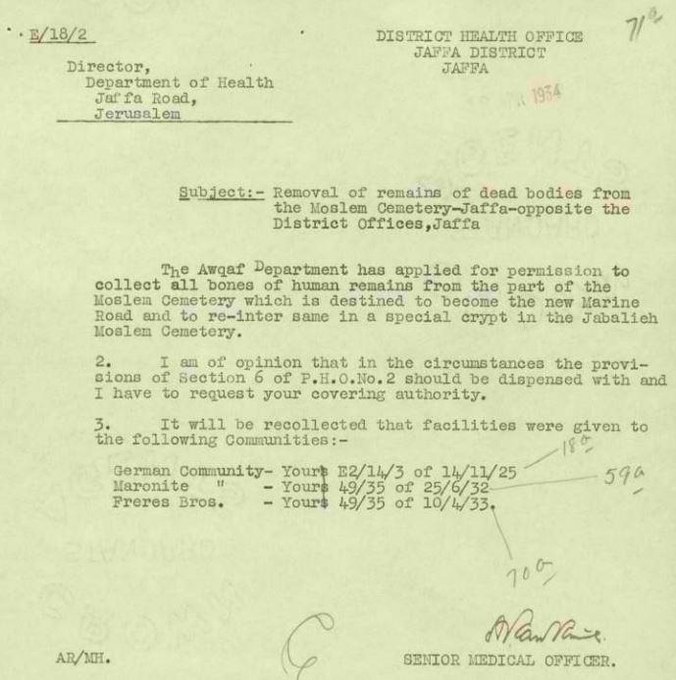 71a
E/18/2
DISTRICT HEALTH OFFICE
JAFFA DISTRICT
JAFFA
Director,
Department of Health
Jaffa Road,
Jerusalem
1934
Subject:- Removal of remains of dead bodies from
the Moslem Cemetery-Jaffa-opposite the
District Offices,Jaffa
The Awqaf Department has applied for permission to
collect all bones of human remains from the part of the
Moslem Cemetery which is destined to become the new Marine
Road and to re-inter same in a special crypt in the Jabalieh
Moslem Cemetery.
2. I am of opinion that in the circumstances the provi-
sions of Section 6 of P.H.O.No.2 should be dispensed with and
I have to request your covering authority.
3. It will be recollected that facilities were given to
the following Communities:-
18a
German Community- Yours E2/14/3 of 14/11/25
Maronite " - Yours 49/35 of 25/6/32 59a
Freres Bros. - Yours 49/35 of 10/4/33.
70a
AR/MH. SENIOR MEDICAL OFFICER.